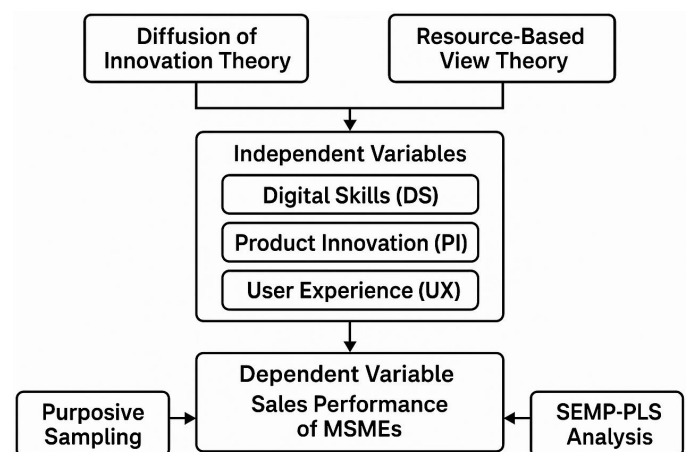 Diffusion of
Innovation Theory
Resource-Based
View Theory
Independent Variables
Digital Skills (DS)
Product Innovation (PI)
User Experience (UX)
Dependent Variable
Sales Performance
of MSMEs
Purposive
Sampling
SEMP-PLS
Analysis